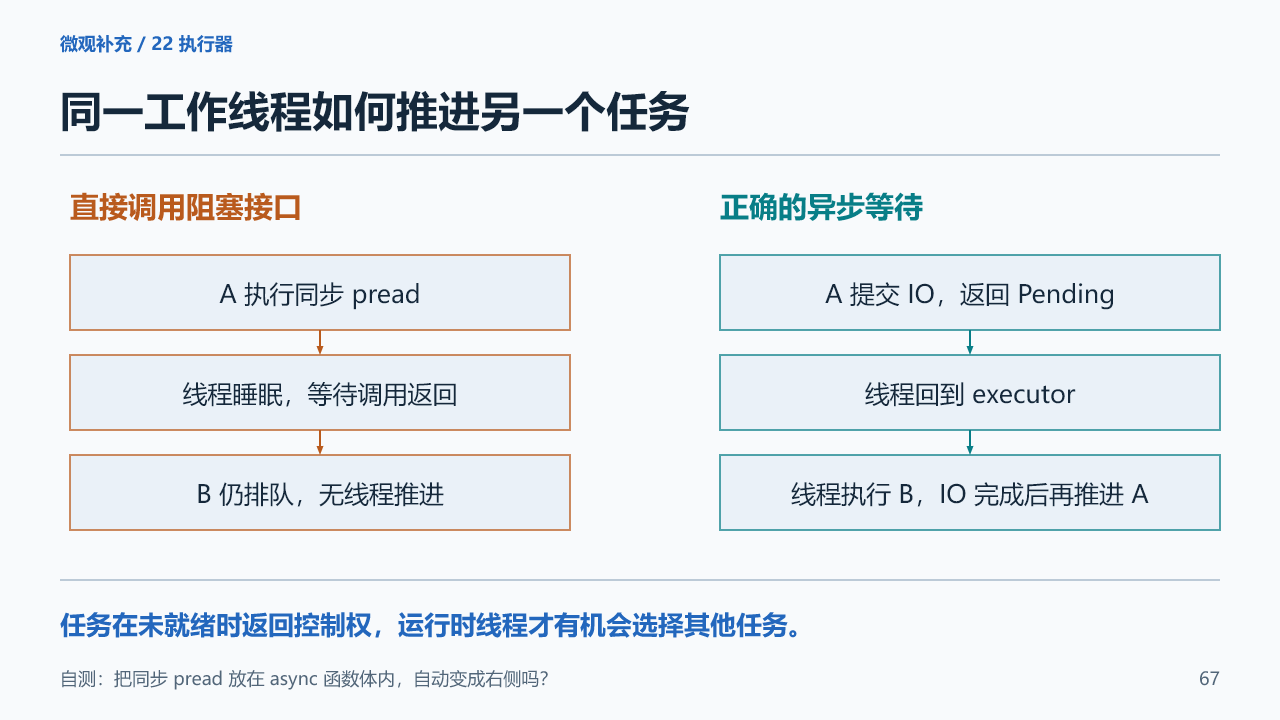 微观补充 / 22 执行器
同一工作线程如何推进另一个任务
直接调用阻塞接口
A 执行同步 pread
线程睡眠，等待调用返回
B 仍排队，无线程推进
正确的异步等待
A 提交 IO，返回 Pending
线程回到 executor
线程执行 B，IO 完成后再推进 A
任务在未就绪时返回控制权，运行时线程才有机会选择其他任务。
自测：把同步 pread 放在 async 函数体内，自动变成右侧吗？
67